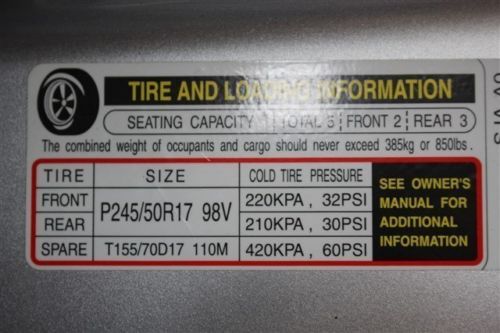 TIRE AND LOADING INFORMATION
SEATING CAPACITY | TOTAL 5 | FRONT 2 | REAR 3
The combined weight of occupants and cargo should never exceed 385kg or 850lbs.
TIRE SIZE COLD TIRE PRESSURE
FRONT P245/50R17 98V 220KPA, 32PSI
REAR 210KPA, 30PSI
SPARE T155/70D17 110M 420KPA, 60PSI
SEE OWNER'S
MANUAL FOR
ADDITIONAL
INFORMATION